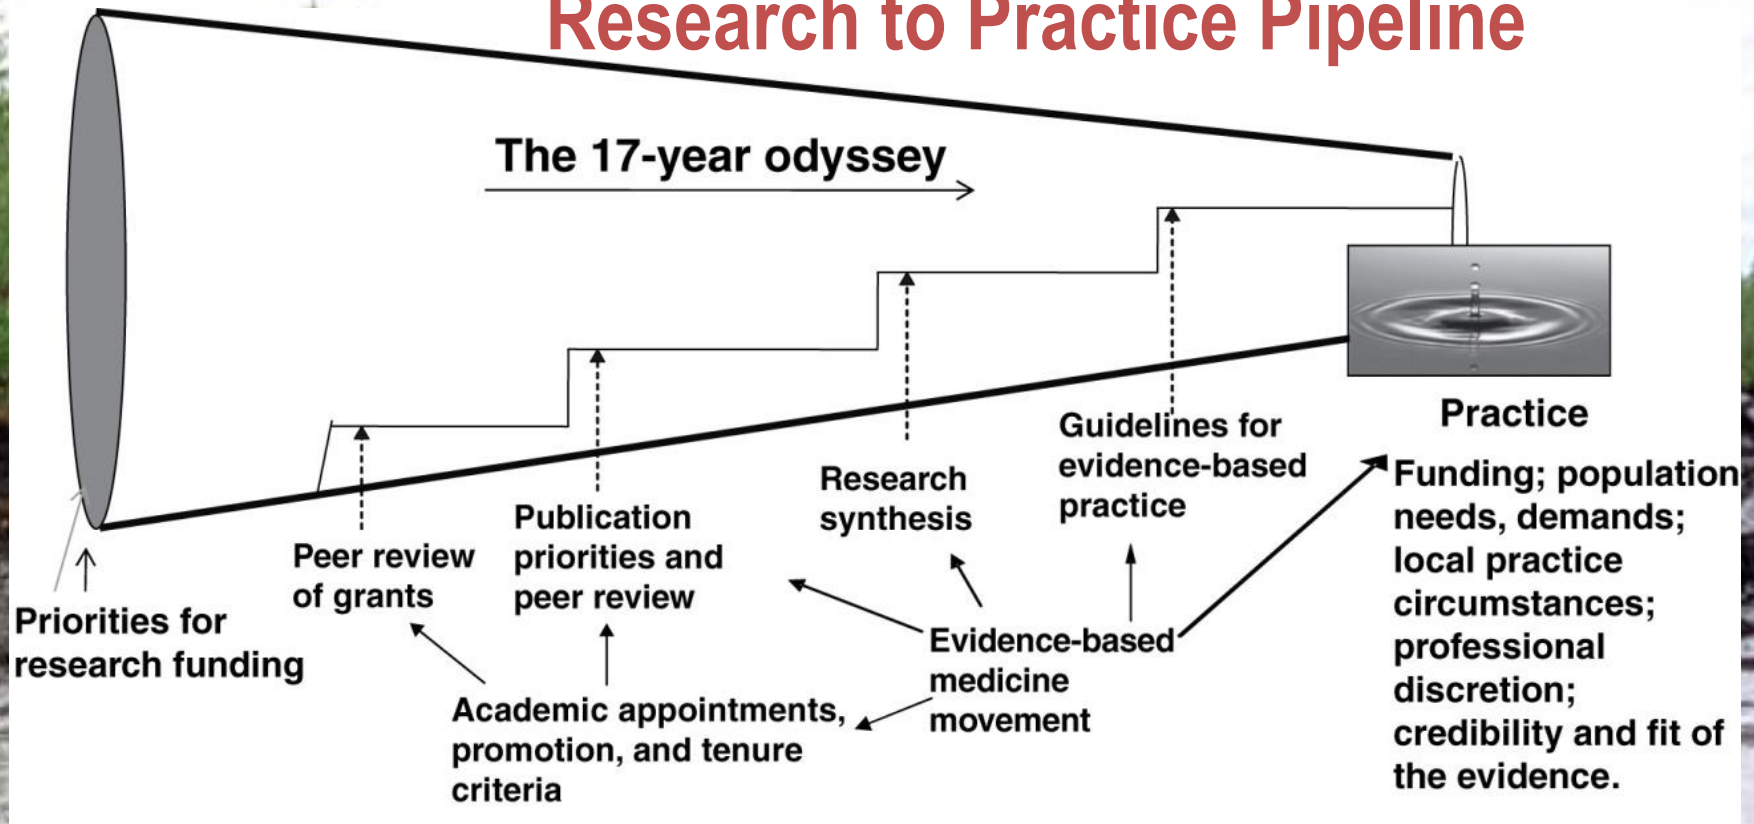 Research to Practice Pipeline
The 17-year odyssey
Priorities for
research funding
Peer review
of grants
Publication
priorities and
peer review
Research
synthesis
Guidelines for
evidence-based
practice
Academic appointments,
promotion, and tenure
criteria
Evidence-based
medicine
movement
Practice
Funding; population
needs, demands;
local practice
circumstances;
professional
discretion;
credibility and fit of
the evidence.